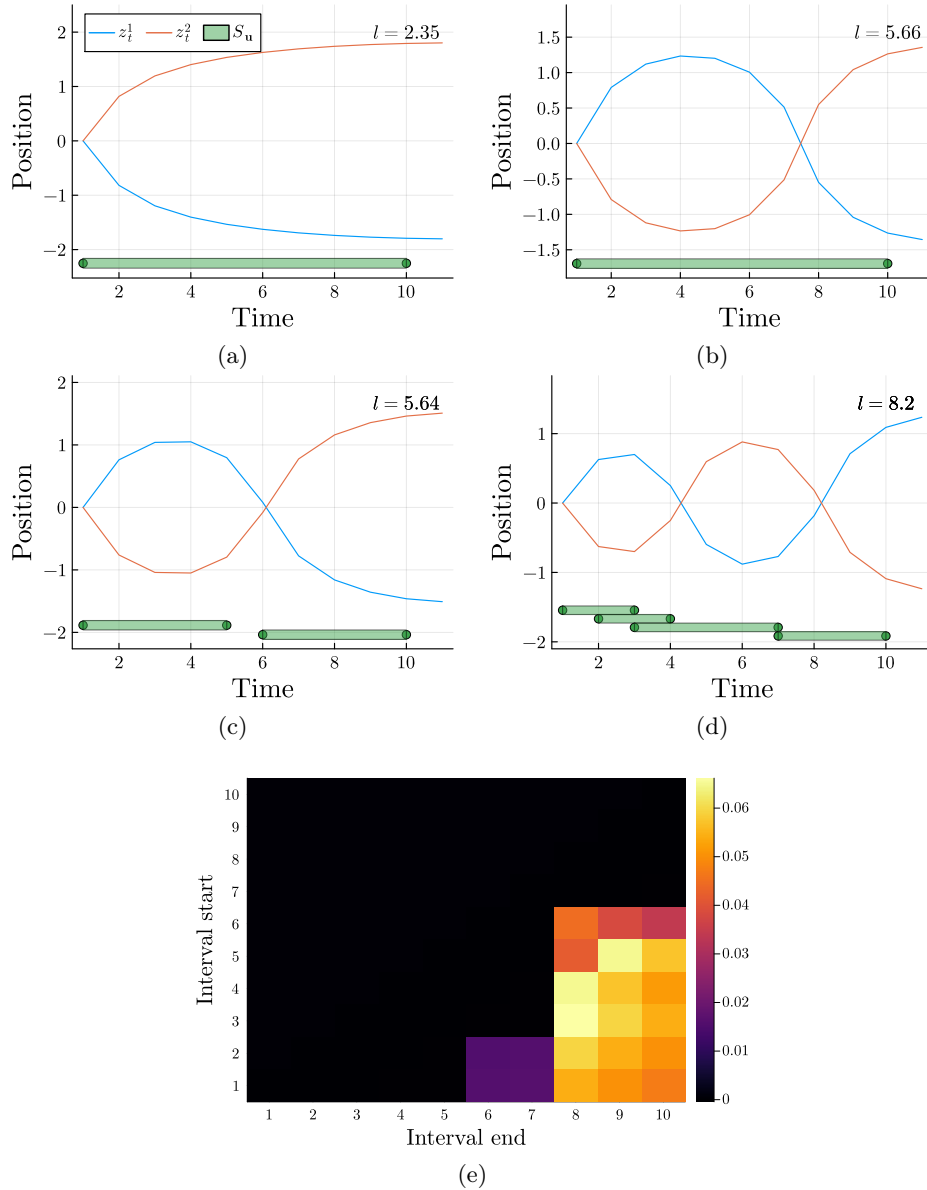 2
1
0
−1
−2
Position
z_t^1 z_t^2 S_u
l = 2.35
2 4 6 8 10
Time
(a)
1.5
1.0
0.5
0.0
−0.5
−1.0
−1.5
Position
l = 5.66
2 4 6 8 10
Time
(b)
2
1
0
−1
−2
Position
l = 5.64
2 4 6 8 10
Time
(c)
1
0
−1
−2
Position
l = 8.2
2 4 6 8 10
Time
(d)
10
9
8
7
6
5
4
3
2
1
Interval start
1 2 3 4 5 6 7 8 9 10
Interval end
0.06
0.05
0.04
0.03
0.02
0.01
0
(e)